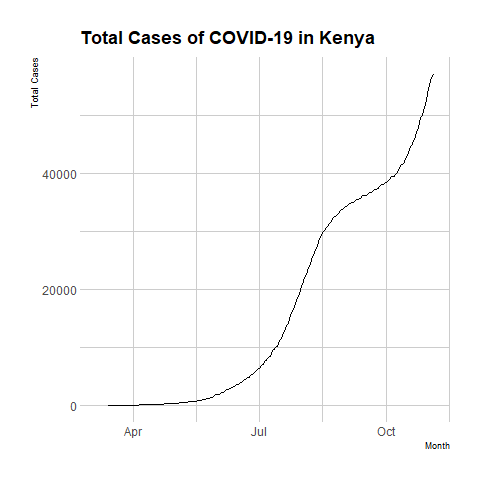 Total Cases of COVID-19 in Kenya
Total Cases
40000
20000
0
Apr Jul Oct
Month